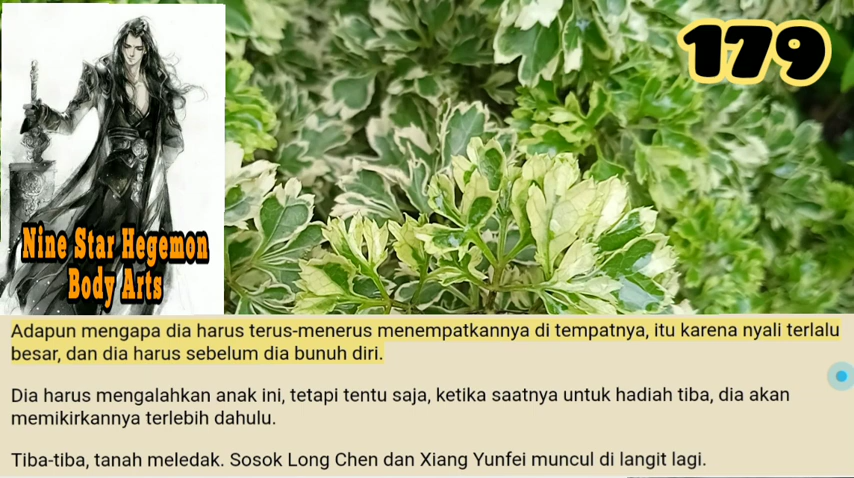 179
Nine Star Hegemon
Body Arts
Adapun mengapa dia harus terus-menerus menempatkannya di tempatnya, itu karena nyali terlalu
besar, dan dia harus sebelum dia bunuh diri.
Dia harus mengalahkan anak ini, tetapi tentu saja, ketika saatnya untuk hadiah tiba, dia akan
memikirkannya terlebih dahulu.
Tiba-tiba, tanah meledak. Sosok Long Chen dan Xiang Yunfei muncul di langit lagi.